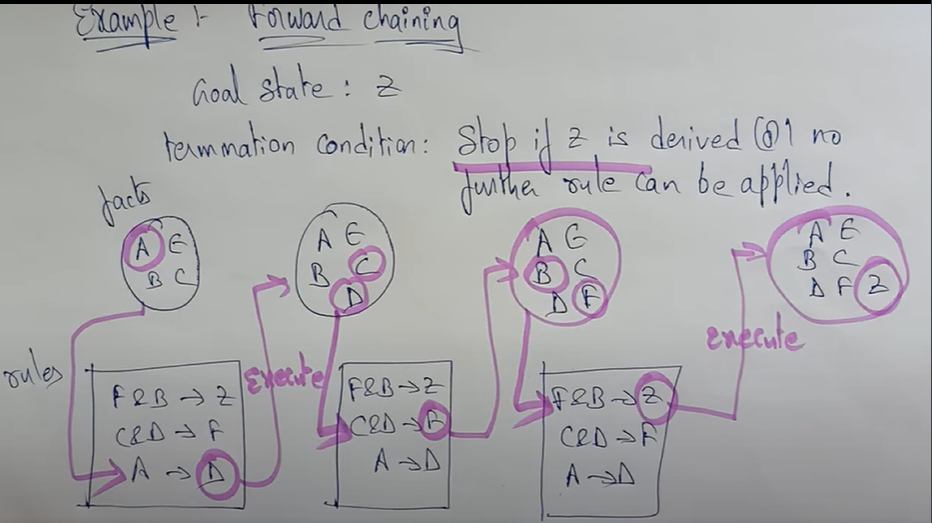 Example :- Forward chaining
Goal state : Z
termination condition: Stop if Z is derived (or) no
further rule can be applied.
facts
A E
B C
A E
B C
D
A E
B C
D F
A E
B C
D F Z
rules
execute
execute
F&B → Z
C&D → F
A → D
F&B → Z
C&D → F
A → D
F&B → Z
C&D → F
A → D